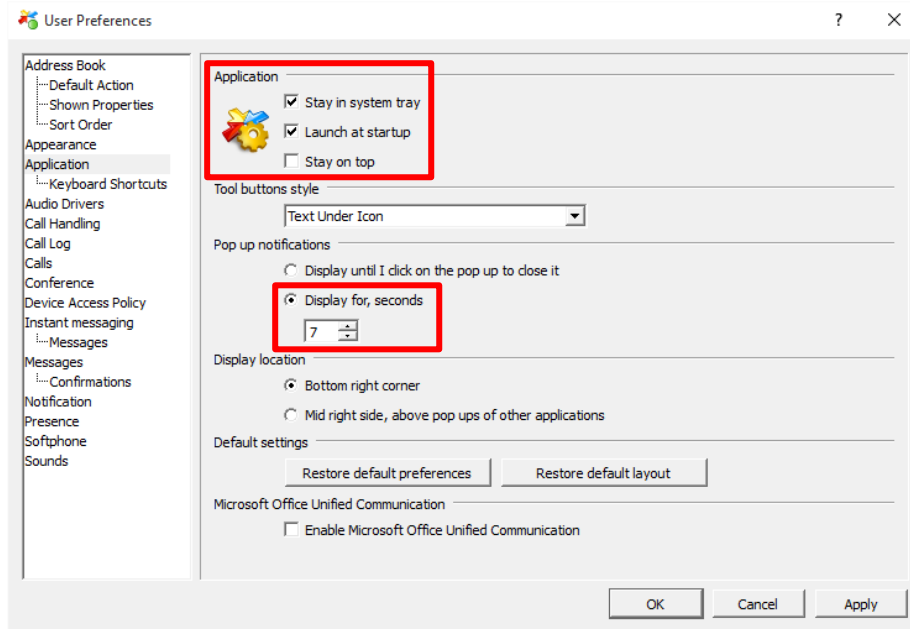 User Preferences
?
Address Book
Default Action
Shown Properties
Sort Order
Appearance
Application
Keyboard Shortcuts
Audio Drivers
Call Handling
Call Log
Calls
Conference
Device Access Policy
Instant messaging
Messages
Messages
Confirmations
Notification
Presence
Softphone
Sounds
Application
Stay in system tray
Launch at startup
Stay on top
Tool buttons style
Text Under Icon
Pop up notifications
Display until I click on the pop up to close it
Display for, seconds
7
Display location
Bottom right corner
Mid right side, above pop ups of other applications
Default settings
Restore default preferences Restore default layout
Microsoft Office Unified Communication
Enable Microsoft Office Unified Communication
OK Cancel Apply